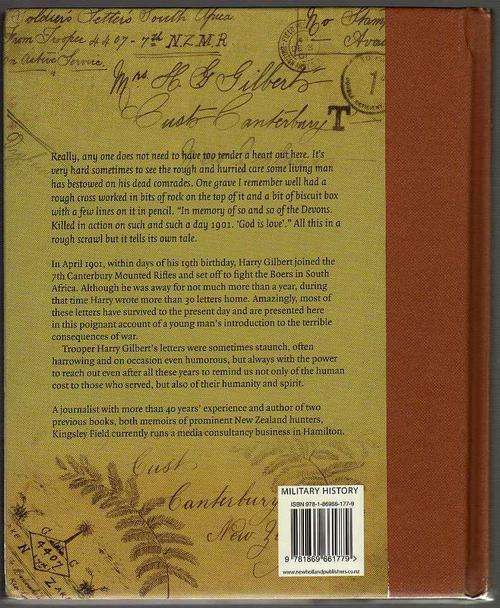 Soldiers Letters South Africa
No Stamps
From Trooper 4407 - 7th N.Z.M.R
on Active Service.
Mrs. H G Gilbert
Cust Canterbury
T
Really, any one does not need to have too tender a heart out here. It's
very hard sometimes to see the rough and hurried care some living man
has bestowed on his dead comrades. One grave I remember well had a
rough cross worked in bits of rock on the top of it and a bit of biscuit box
with a few lines on it in pencil. "In memory of so and so of the Devons.
Killed in action on such and such a day 1901. 'God is love'." All this in a
rough scrawl but it tells its own tale.
In April 1901, within days of his 19th birthday, Harry Gilbert joined the
7th Canterbury Mounted Rifles and set off to fight the Boers in South
Africa. Although he was away for not much more than a year, during
that time Harry wrote more than 30 letters home. Amazingly, most of
these letters have survived to the present day and are presented here
in this poignant account of a young man's introduction to the terrible
consequences of war.
Trooper Harry Gilbert's letters were sometimes staunch, often
harrowing and on occasion even humorous, but always with the power
to reach out even after all these years to remind us not only of the human
cost to those who served, but also of their humanity and spirit.
A journalist with more than 40 years' experience and author of two
previous books, both memoirs of prominent New Zealand hunters,
Kingsley Field currently runs a media consultancy business in Hamilton.
Cust
Canterbury
New Z
4407
N
Z
MILITARY HISTORY
ISBN 978-1-86966-177-9
9 781869 661779 >
www.newhollandpublishers.co.nz